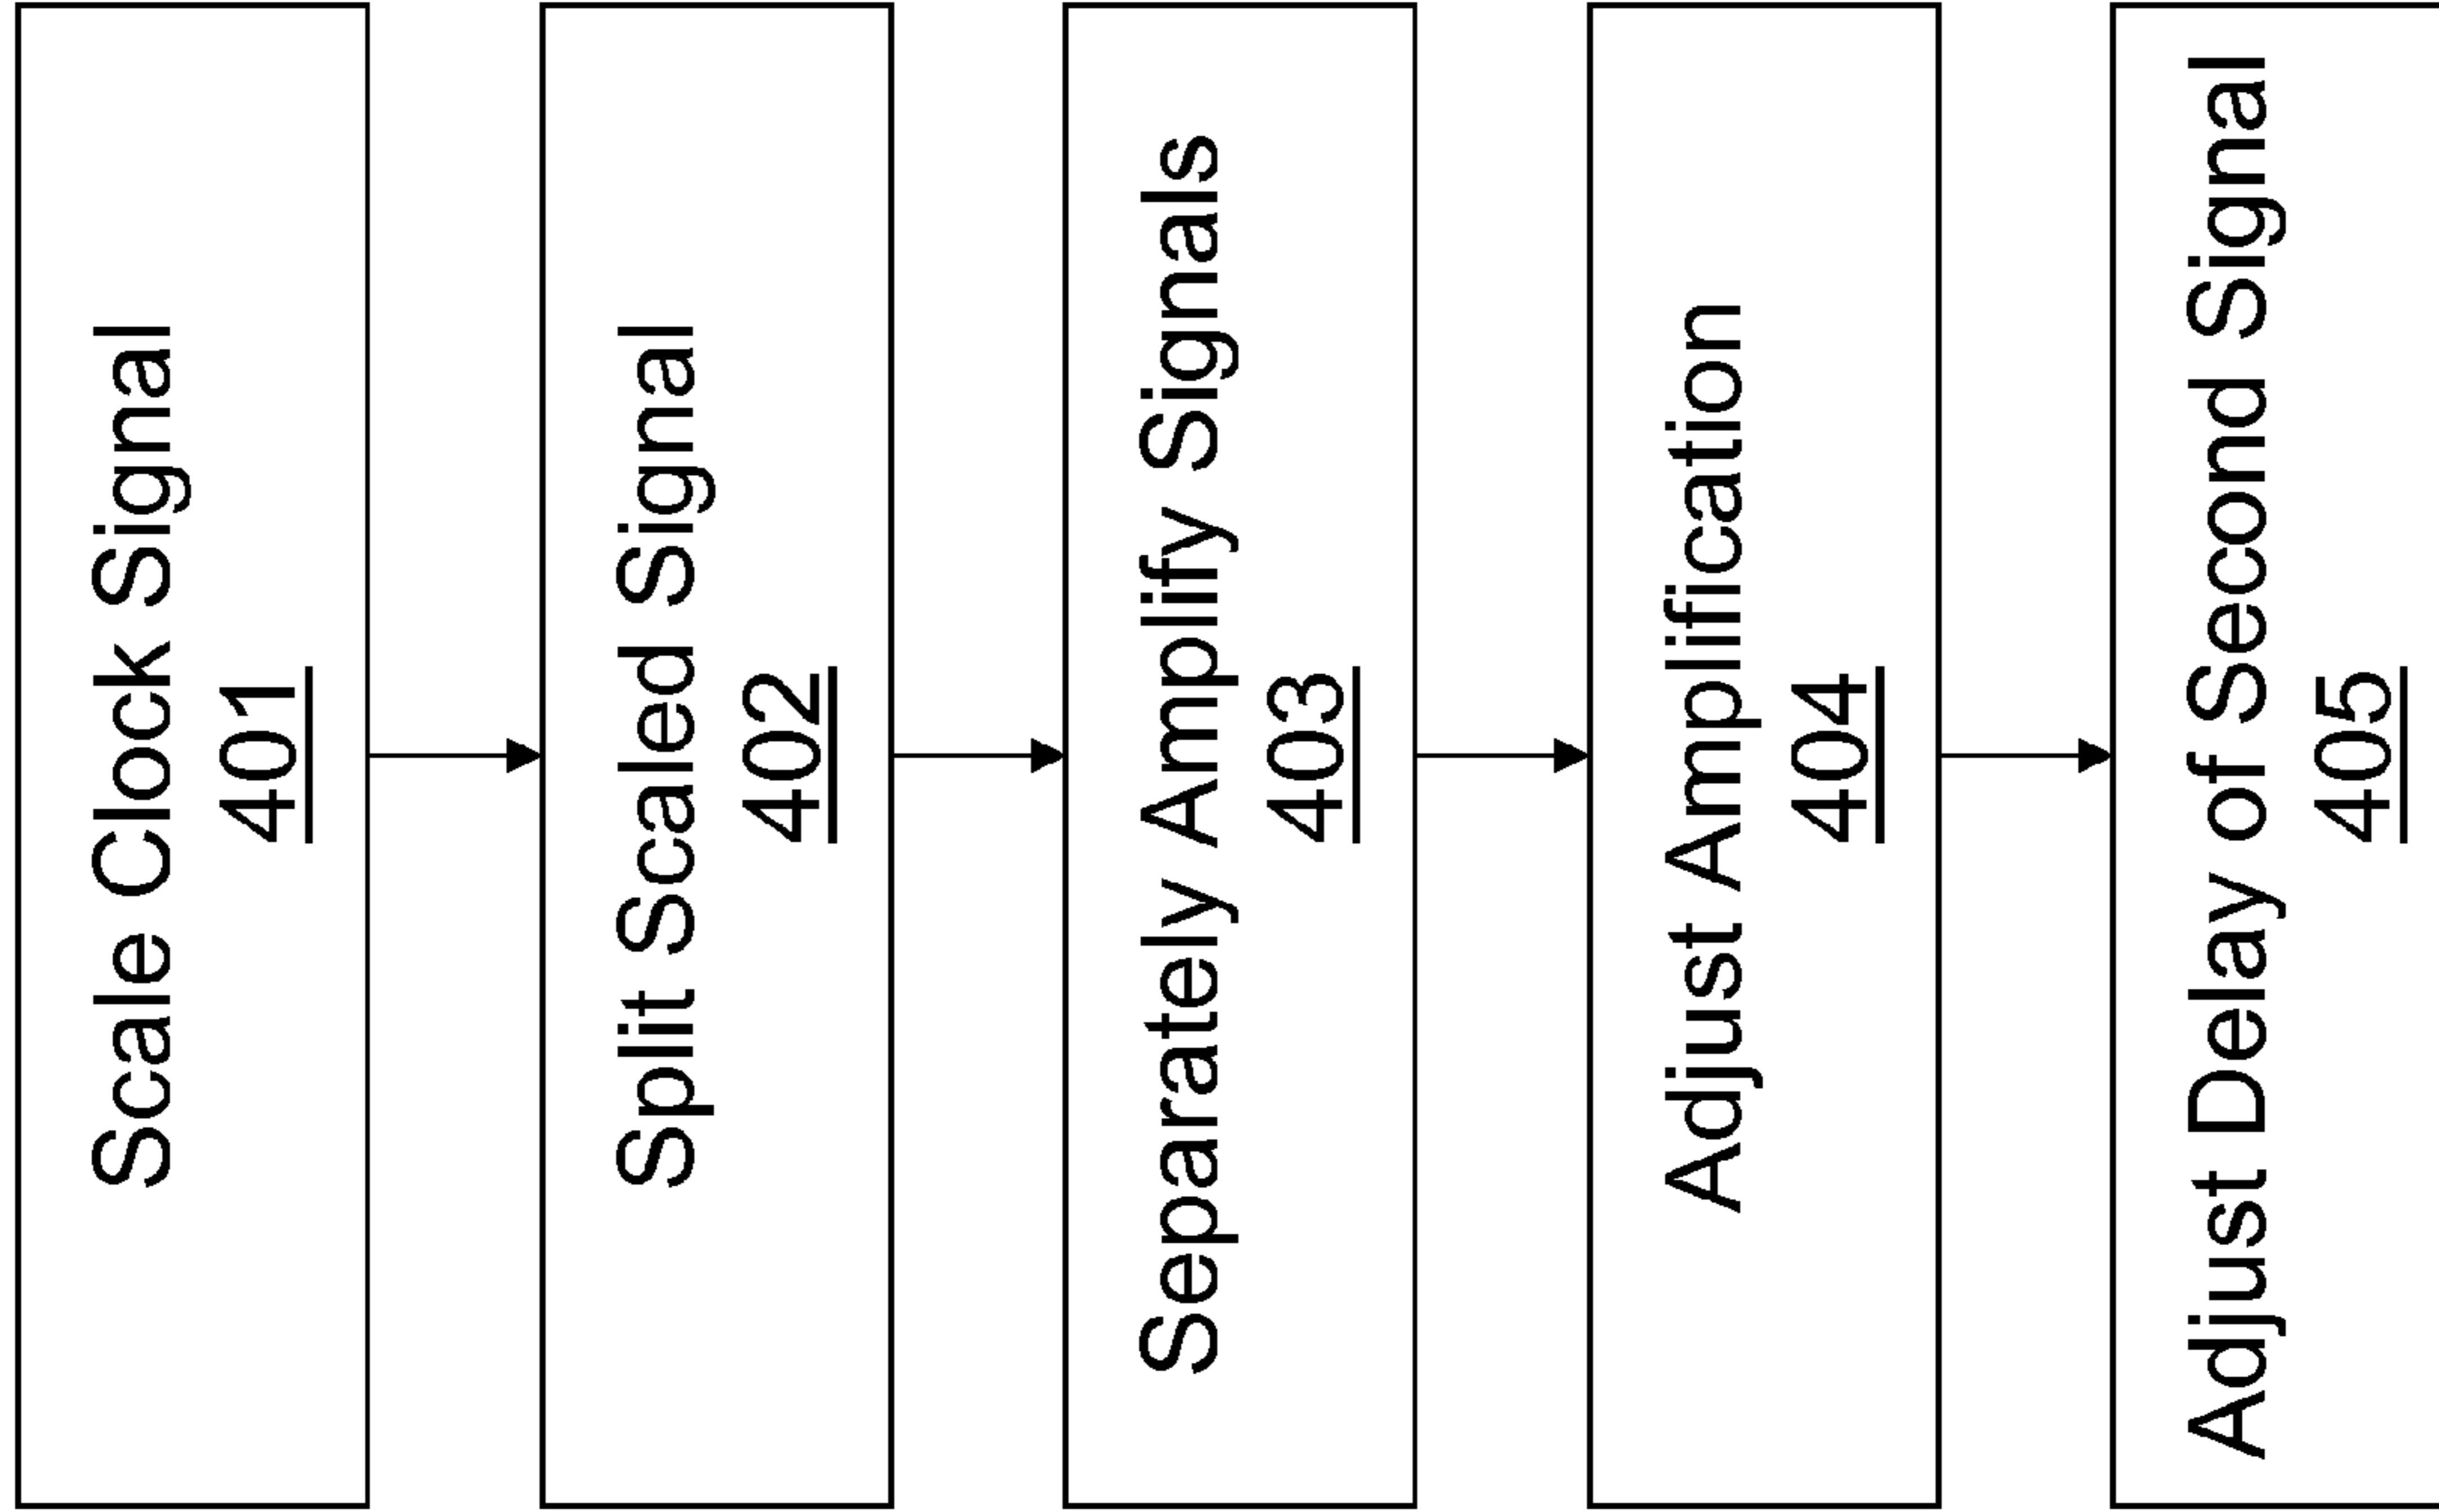 Scale Clock Signal
401
Split Scaled Signal
402
Separately Amplify Signals
403
Adjust Amplification
404
Adjust Delay of Second Signal
405